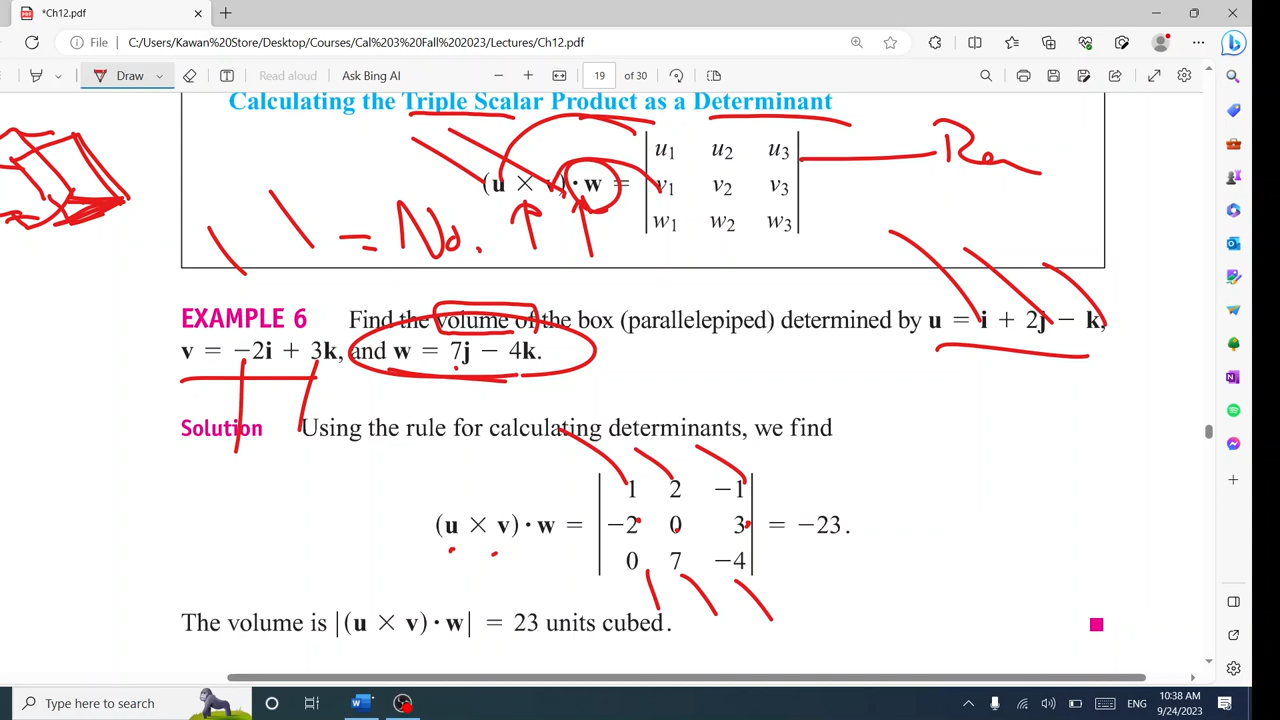 *Ch12.pdf
File C:/Users/Kawan%20Store/Desktop/Courses/Cal%203%20Fall%202023/Lectures/Ch12.pdf
Draw Read aloud Ask Bing AI 19 of 30
Calculating the Triple Scalar Product as a Determinant
u1 u2 u3
(u × v) · w = v1 v2 v3
w1 w2 w3
= No.
EXAMPLE 6 Find the volume of the box (parallelepiped) determined by u = i + 2j − k,
v = −2i + 3k, and w = 7j − 4k.
Solution Using the rule for calculating determinants, we find
1 2 −1
(u × v) · w = −2 0 3 = −23.
0 7 −4
The volume is |(u × v) · w| = 23 units cubed.
Type here to search
ENG
10:38 AM
9/24/2023